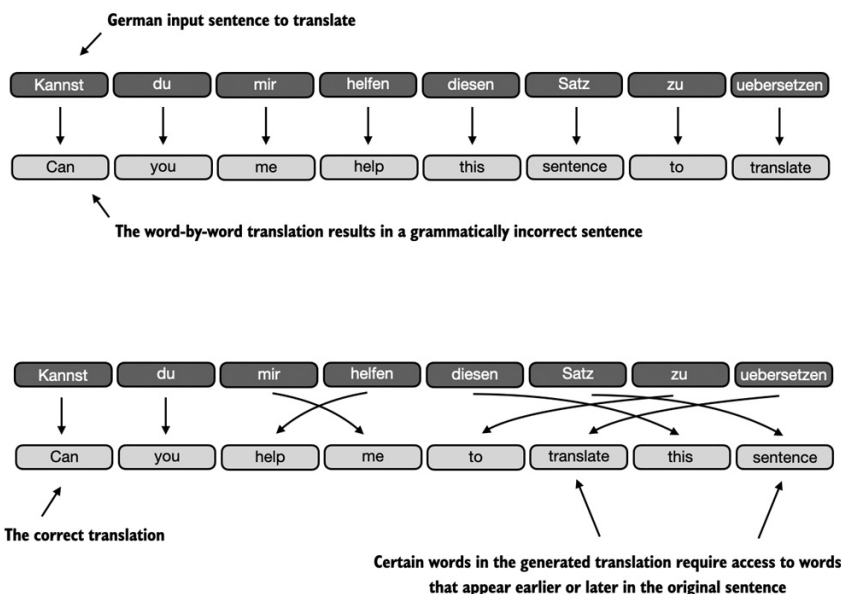 German input sentence to translate
Kannst du mir helfen diesen Satz zu uebersetzen
Can you me help this sentence to translate
The word-by-word translation results in a grammatically incorrect sentence
Kannst du mir helfen diesen Satz zu uebersetzen
Can you help me to translate this sentence
The correct translation
Certain words in the generated translation require access to words
that appear earlier or later in the original sentence